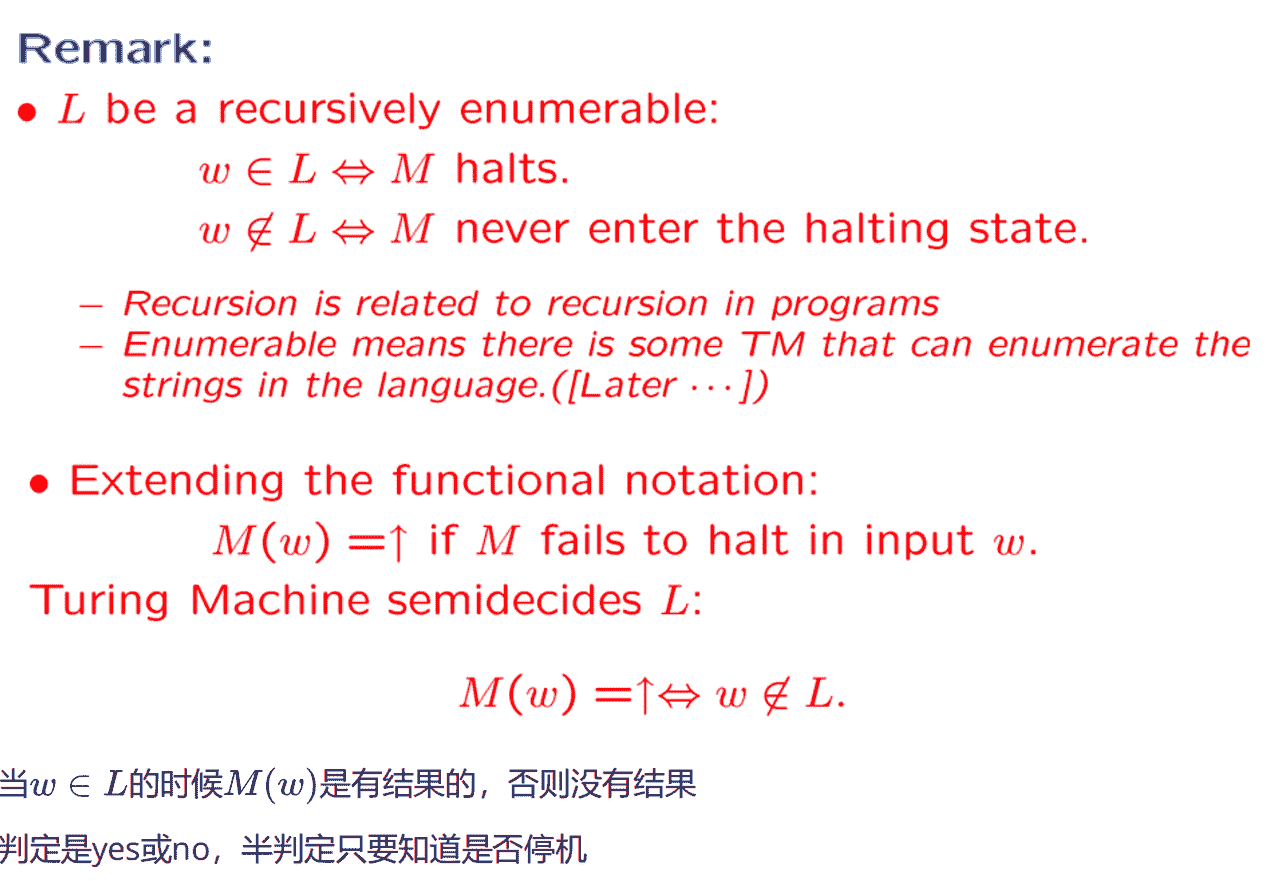 Remark:
• L be a recursively enumerable:
w ∈ L ⇔ M halts.
w ∉ L ⇔ M never enter the halting state.
– Recursion is related to recursion in programs
– Enumerable means there is some TM that can enumerate the
strings in the language.([Later ⋯])
• Extending the functional notation:
M(w) =↑ if M fails to halt in input w.
Turing Machine semidecides L:
M(w) =↑⇔ w ∉ L.
当w ∈ L的时候M(w)是有结果的，否则没有结果
判定是yes或no，半判定只要知道是否停机